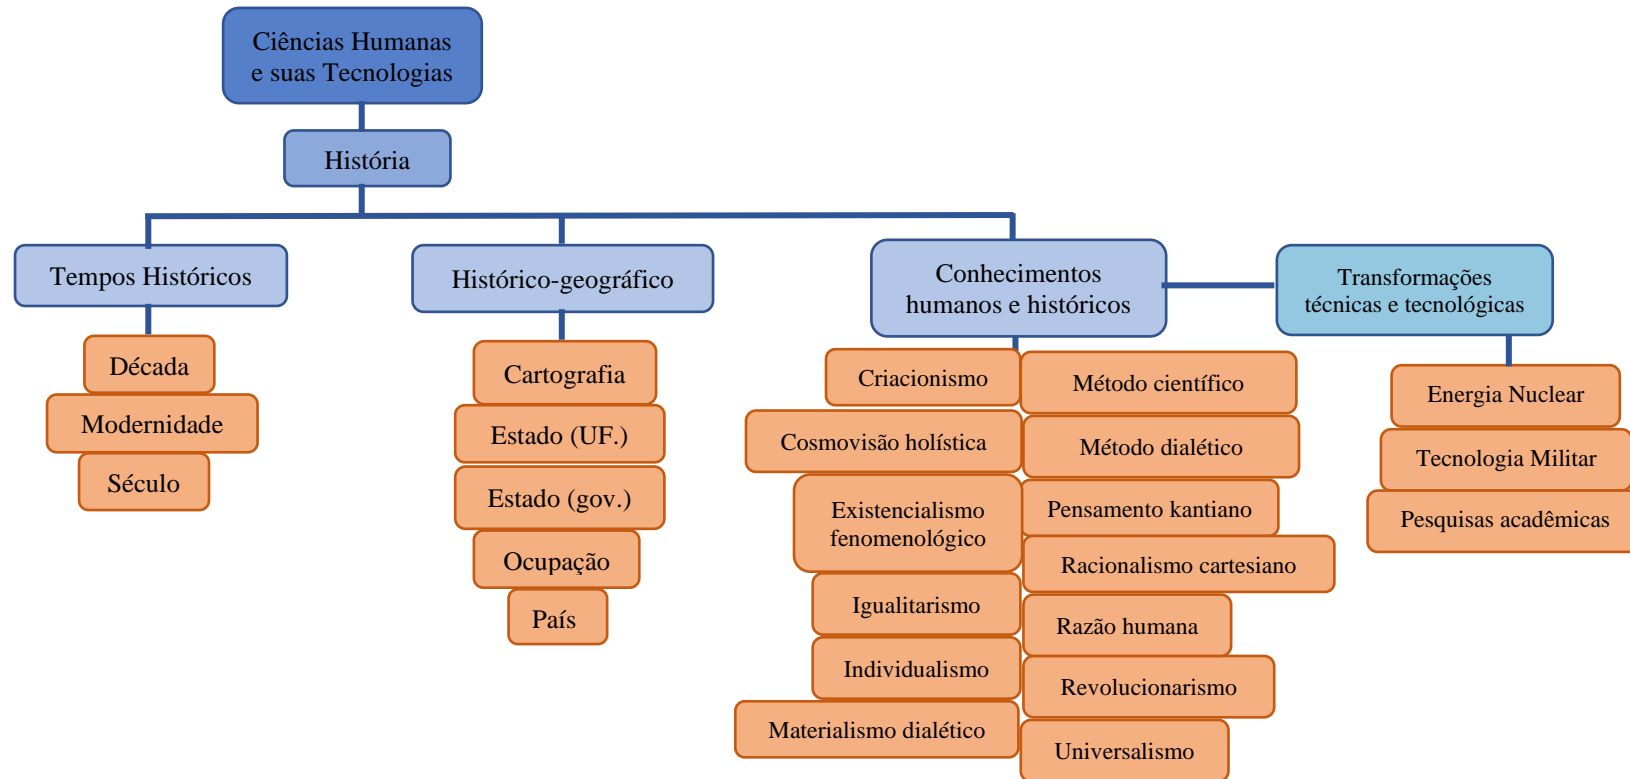 Ciências Humanas
e suas Tecnologias
História
Tempos Históricos
Década
Modernidade
Século
Histórico-geográfico
Cartografia
Estado (UF.)
Estado (gov.)
Ocupação
País
Conhecimentos
humanos e históricos
Criacionismo
Cosmovisão holística
Existencialismo
fenomenológico
Igualitarismo
Individualismo
Materialismo dialético
Método científico
Método dialético
Pensamento kantiano
Racionalismo cartesiano
Razão humana
Revolucionarismo
Universalismo
Transformações
técnicas e tecnológicas
Energia Nuclear
Tecnologia Militar
Pesquisas acadêmicas